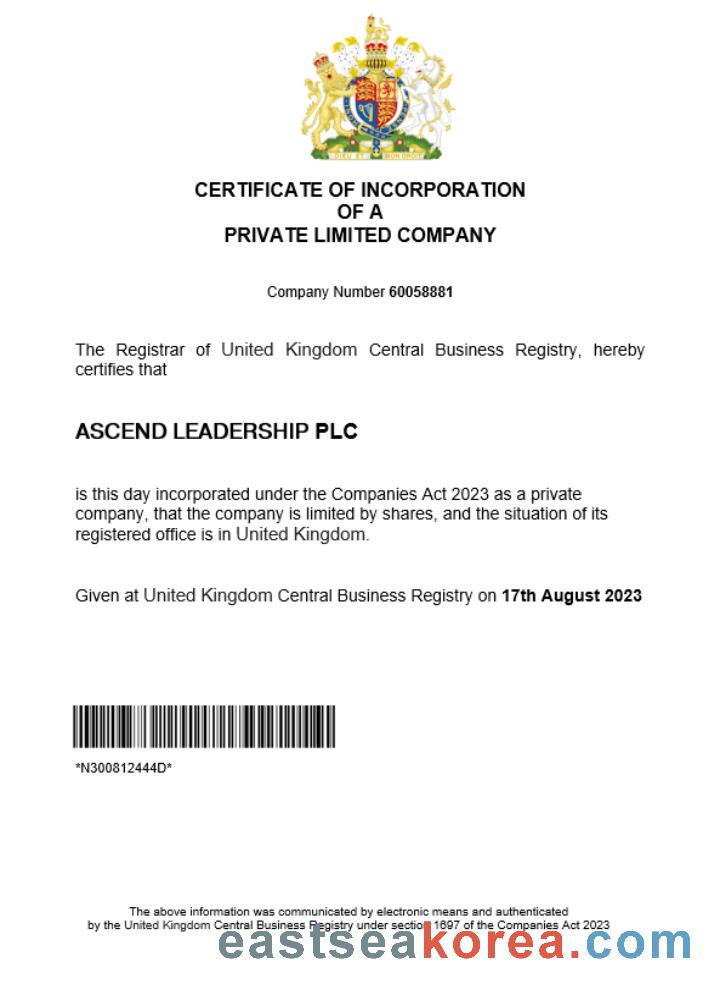 DIEU ET MON DROIT
CERTIFICATE OF INCORPORATION
OF A
PRIVATE LIMITED COMPANY
Company Number 60058881
The Registrar of United Kingdom Central Business Registry, hereby
certifies that
ASCEND LEADERSHIP PLC
is this day incorporated under the Companies Act 2023 as a private
company, that the company is limited by shares, and the situation of its
registered office is in United Kingdom.
Given at United Kingdom Central Business Registry on 17th August 2023
*N300812444D*
The above information was communicated by electronic means and authenticated
by the United Kingdom Central Business Registry under section 1697 of the Companies Act 2023
eastseakorea.com